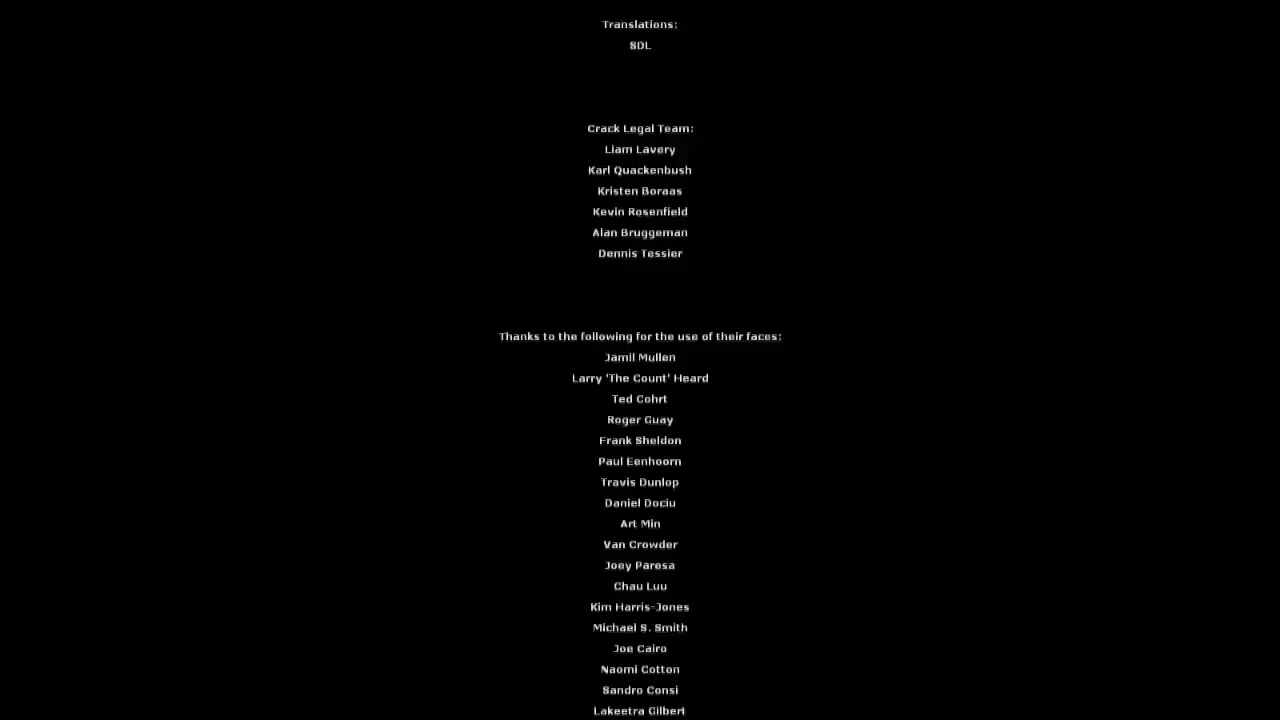 Translations:
SDL
Crack Legal Team:
Liam Lavery
Karl Quackenbush
Kristen Boraas
Kevin Rosenfield
Alan Bruggeman
Dennis Tessier
Thanks to the following for the use of their faces:
Jamil Mullen
Larry 'The Count' Heard
Ted Cohrt
Roger Guay
Frank Sheldon
Paul Eenhoorn
Travis Dunlop
Daniel Dociu
Art Min
Van Crowder
Joey Paresa
Chau Luu
Kim Harris-Jones
Michael S. Smith
Joe Cairo
Naomi Cotton
Sandro Consi
Lakeetra Gilbert